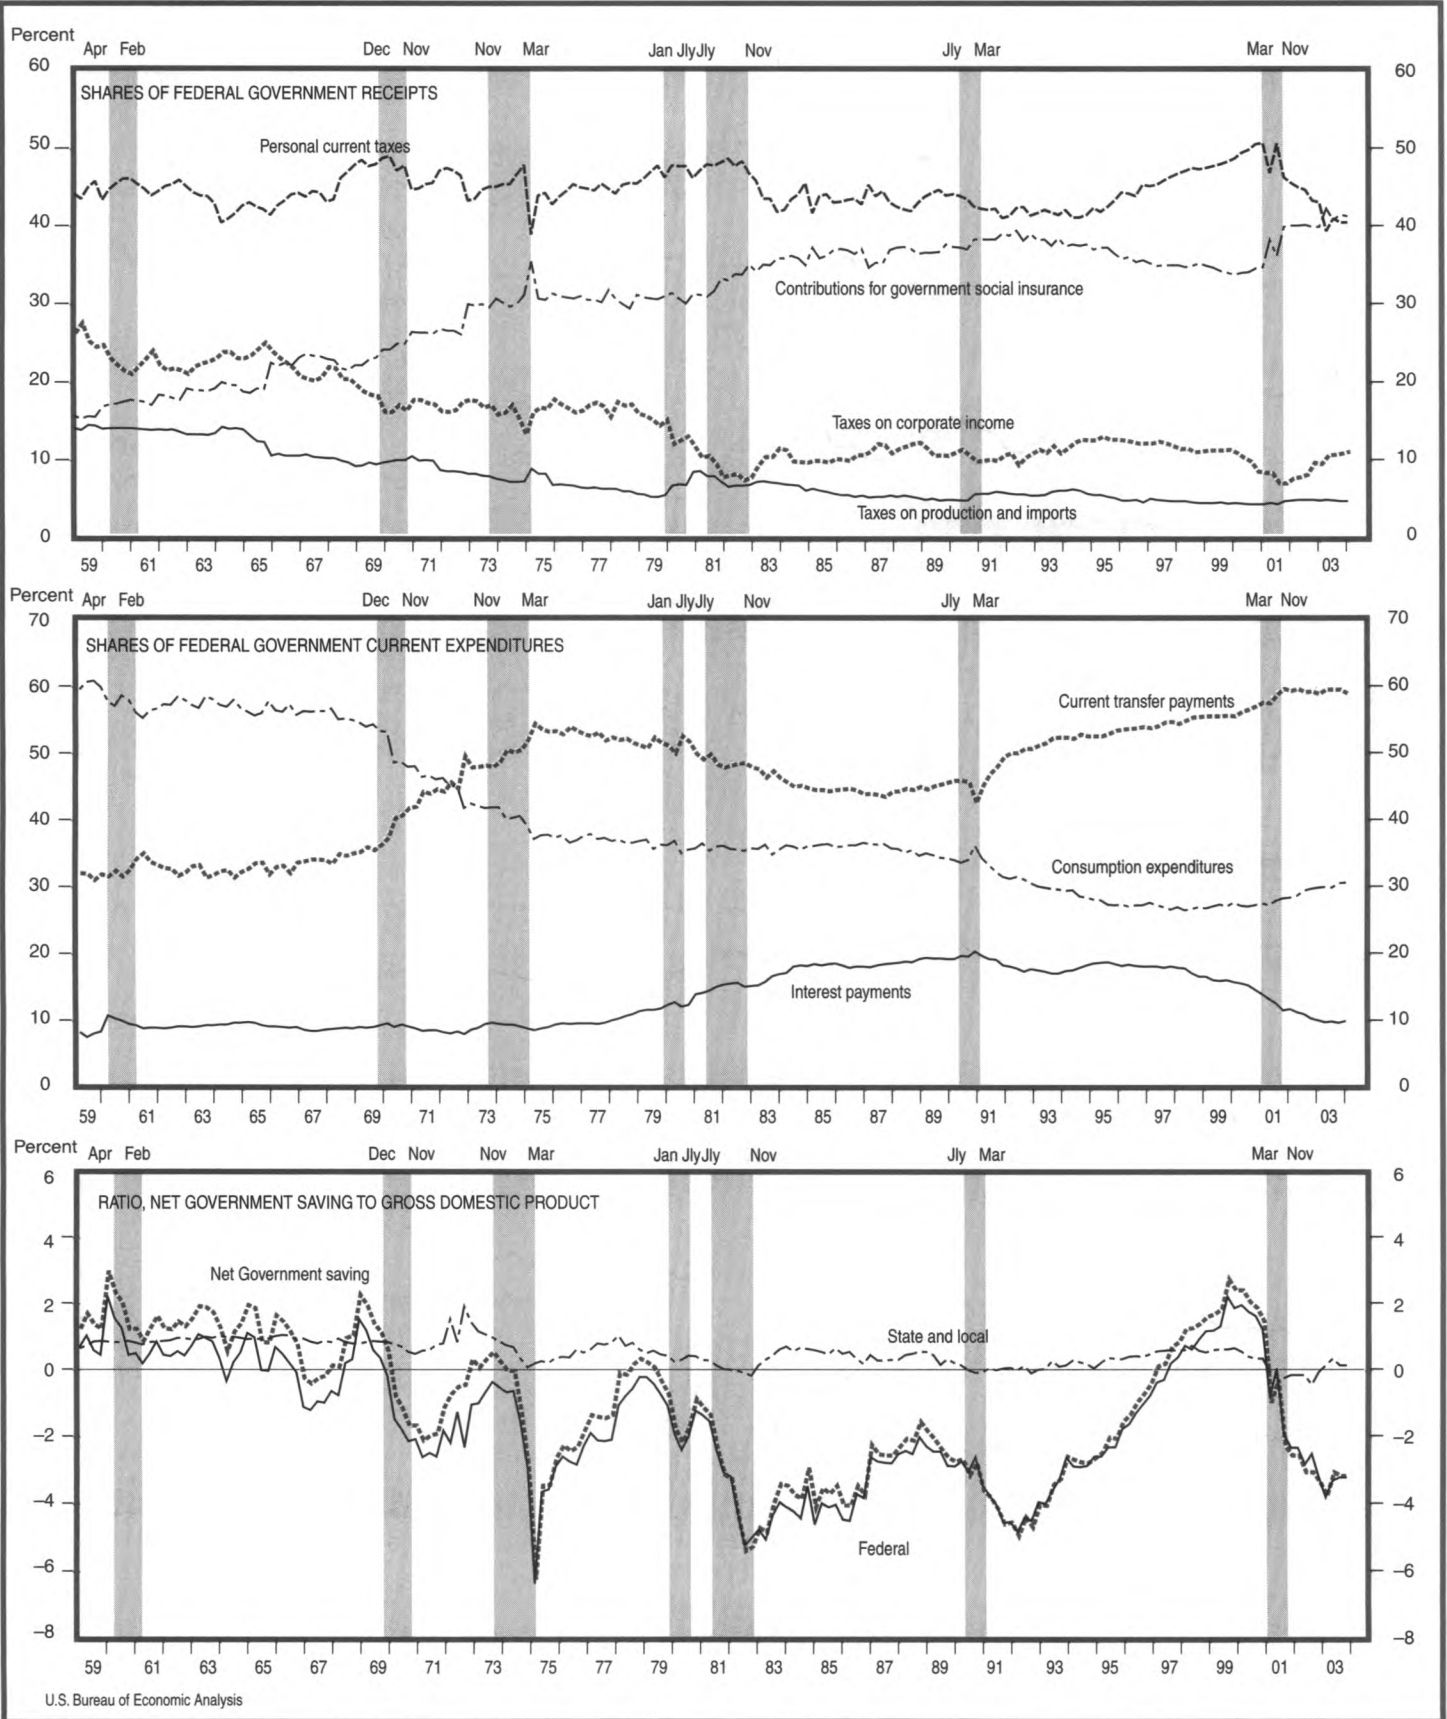 Percent
Apr Feb Dec Nov Nov Mar Jan Jly Jly Nov Jly Mar Mar Nov
60 60
SHARES OF FEDERAL GOVERNMENT RECEIPTS
Personal current taxes
50 50
40 40
Contributions for government social insurance
30 30
20 20
Taxes on corporate income
10 10
Taxes on production and imports
0 0
59 61 63 65 67 69 71 73 75 77 79 81 83 85 87 89 91 93 95 97 99 01 03
Percent
Apr Feb Dec Nov Nov Mar Jan Jly Jly Nov Jly Mar Mar Nov
70 70
SHARES OF FEDERAL GOVERNMENT CURRENT EXPENDITURES
60 60
Current transfer payments
50 50
40 40
Consumption expenditures
30 30
20 20
Interest payments
10 10
0 0
59 61 63 65 67 69 71 73 75 77 79 81 83 85 87 89 91 93 95 97 99 01 03
Percent
Apr Feb Dec Nov Nov Mar Jan Jly Jly Nov Jly Mar Mar Nov
6 6
RATIO, NET GOVERNMENT SAVING TO GROSS DOMESTIC PRODUCT
4 4
Net Government saving
2 2
State and local
0 0
–2 –2
–4 –4
Federal
–6 –6
–8 –8
59 61 63 65 67 69 71 73 75 77 79 81 83 85 87 89 91 93 95 97 99 01 03
U.S. Bureau of Economic Analysis